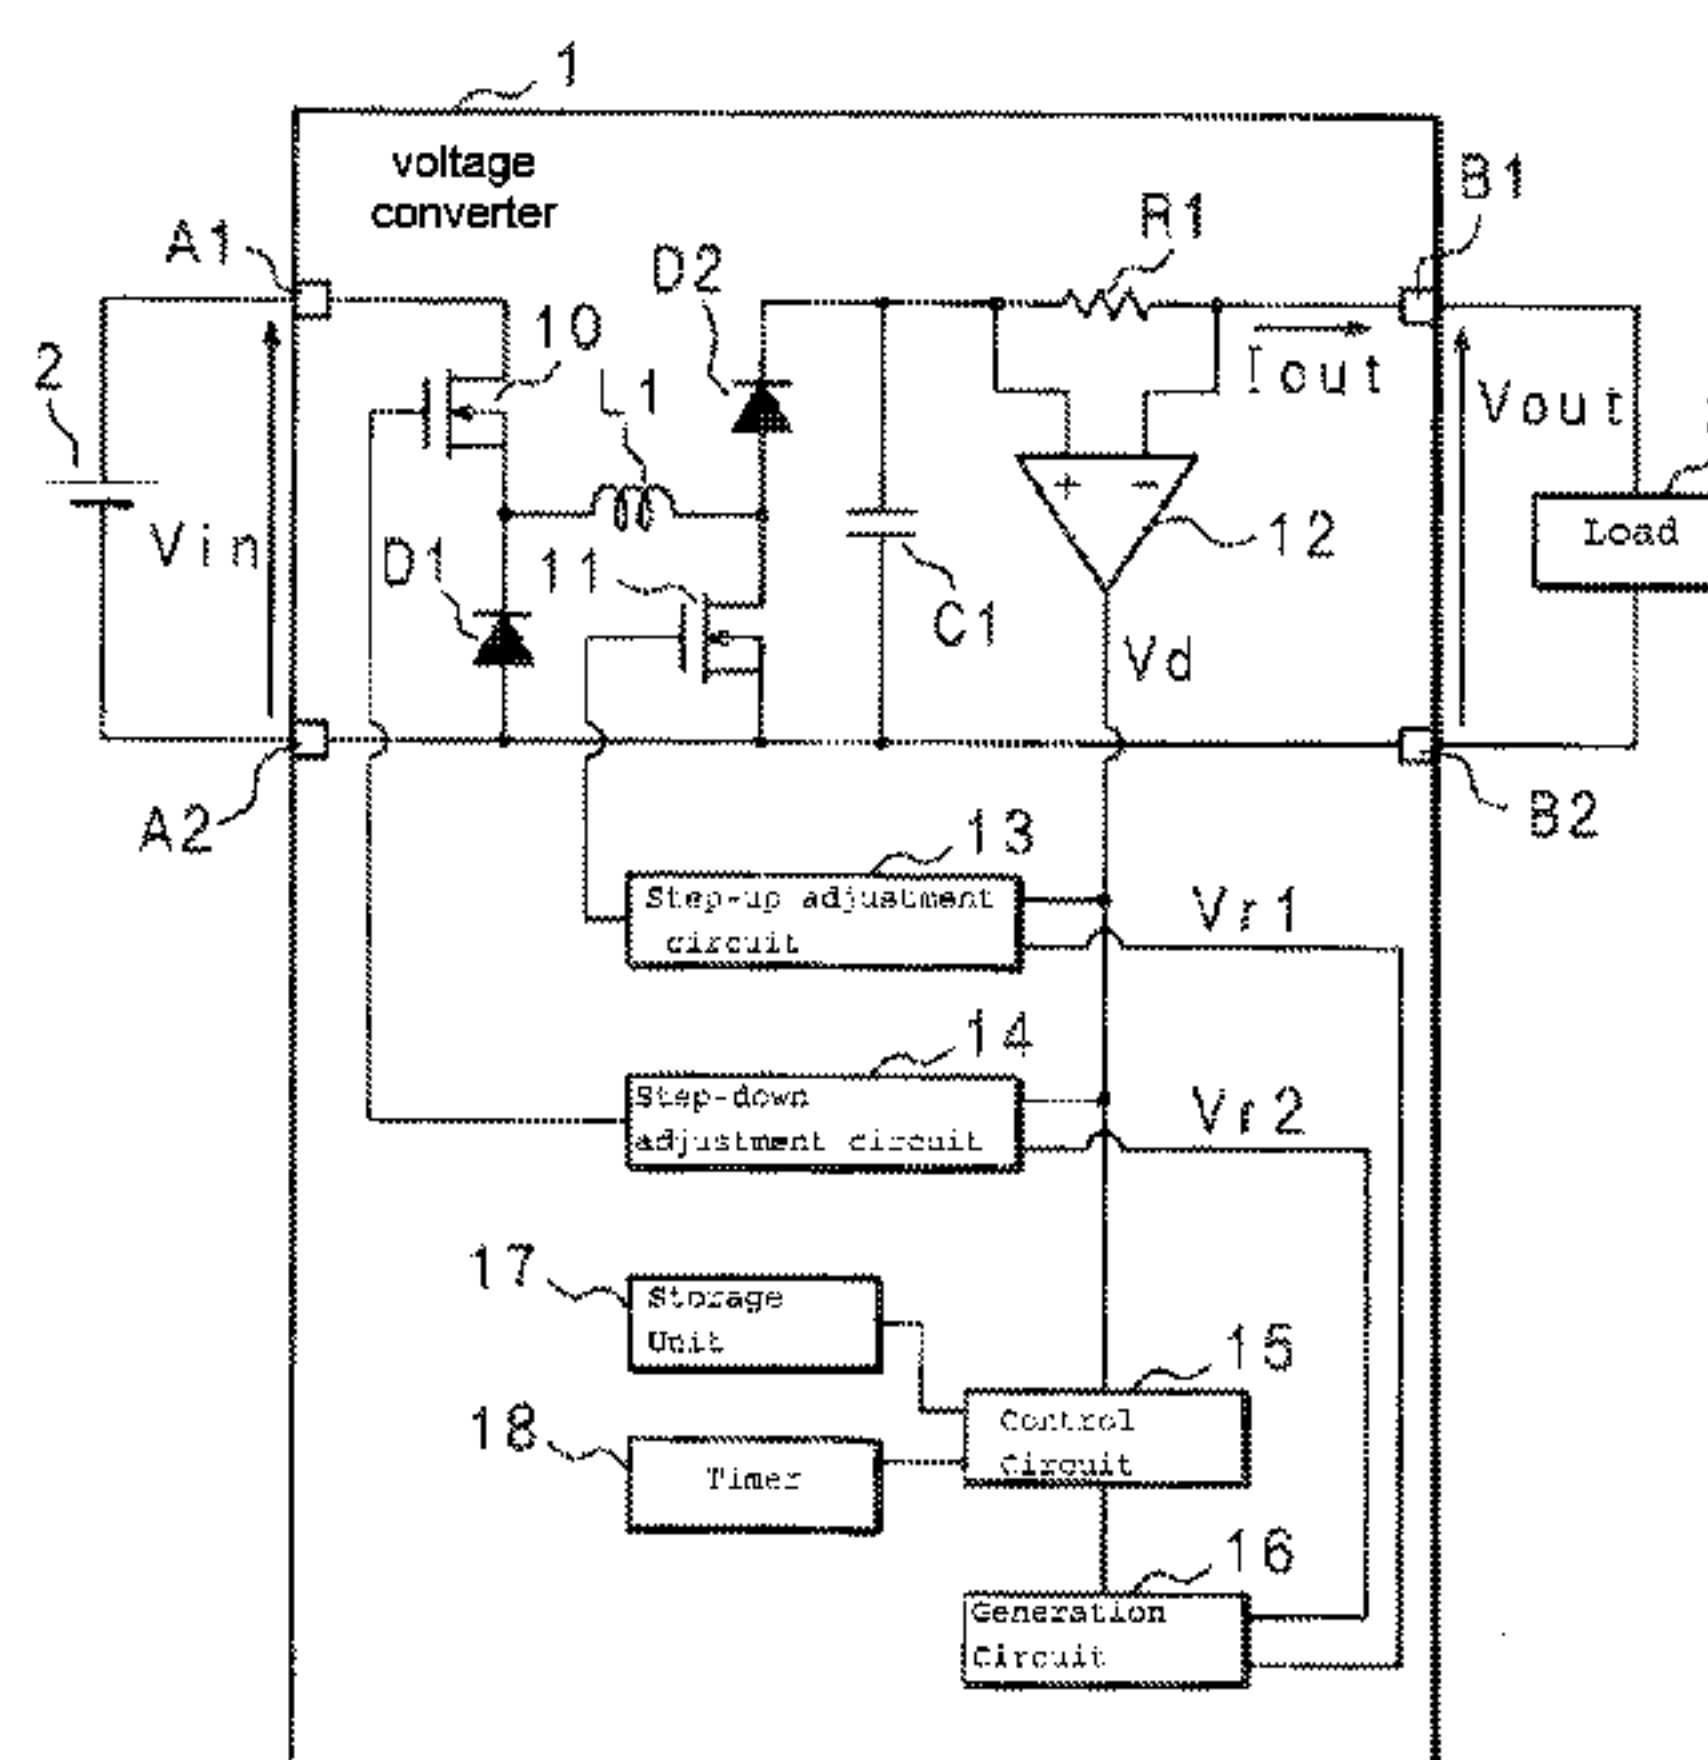 1
voltage
converter
A1
B1
R1
D2
10
2
L1
Iout
Vout
Vin
D1
11
12
Load
C1
Vd
A2
B2
13
Step-up adjustment
circuit
Vr1
14
Step-down
adjustment circuit
Vr2
17
Storage
Unit
15
Control
Circuit
18
Timer
16
Generation
Circuit